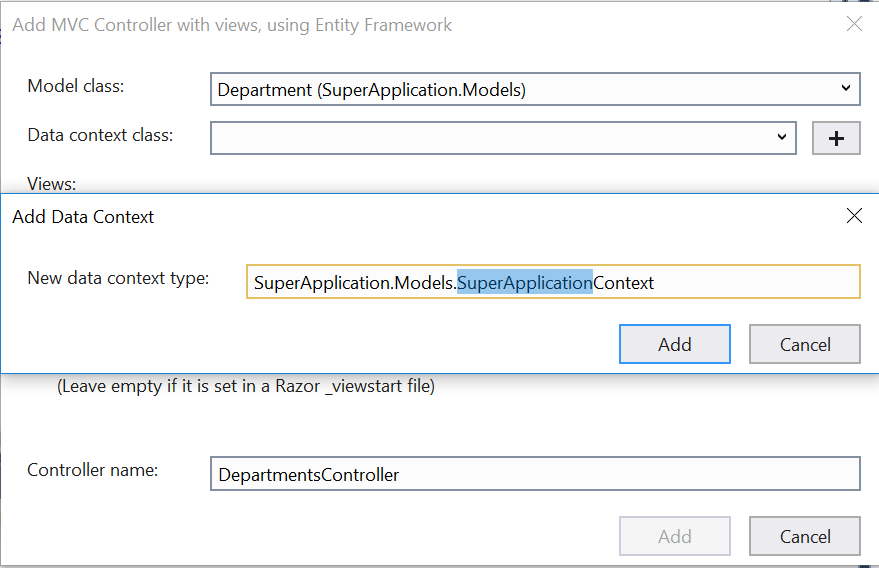 Add MVC Controller with views, using Entity Framework
Model class: Department (SuperApplication.Models)
Data context class:
+
Views:
Add Data Context
New data context type: SuperApplication.Models.SuperApplicationContext
Add Cancel
(Leave empty if it is set in a Razor _viewstart file)
Controller name: DepartmentsController
Add Cancel